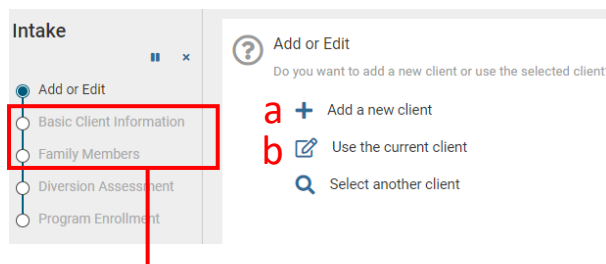 Intake
Add or Edit
Basic Client Information
Family Members
Diversion Assessment
Program Enrollment
Add or Edit
Do you want to add a new client or use the selected client?
a + Add a new client
b Use the current client
Select another client